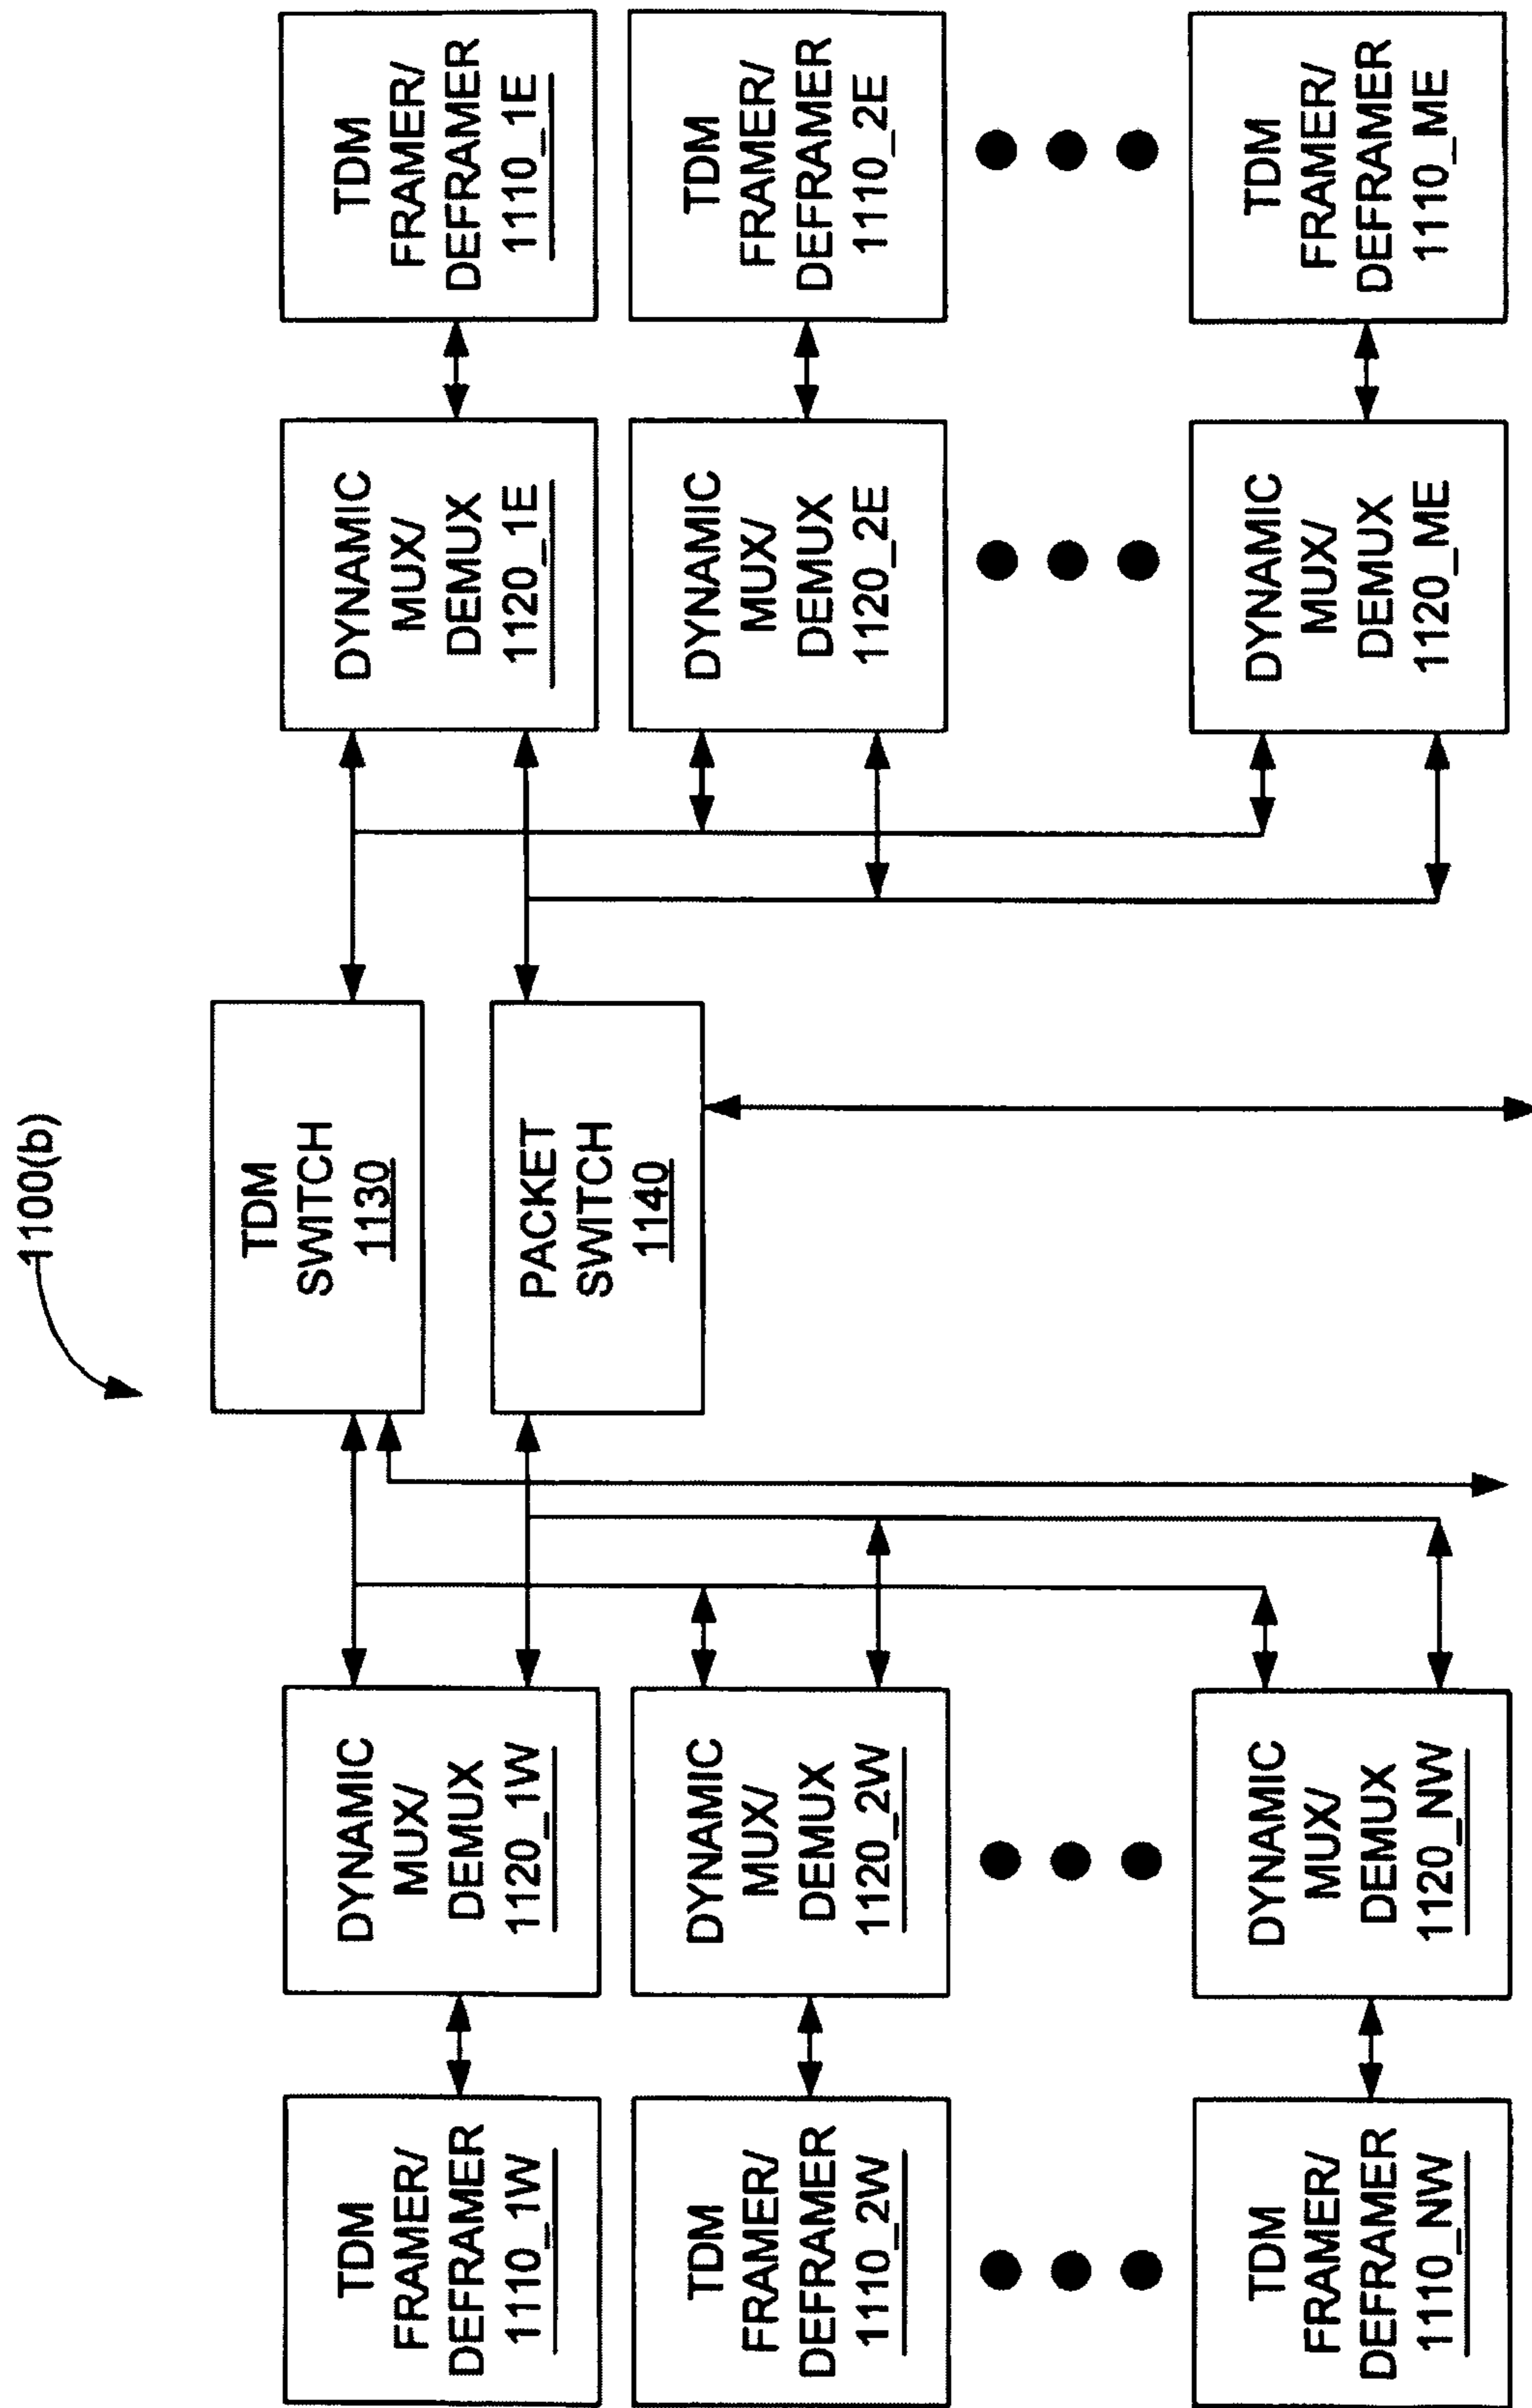 1100(b)
TDM
FRAMER/
DEFRAMER
1110_1W
DYNAMIC
MUX/
DEMUX
1120_1W
TDM
SWITCH
1130
DYNAMIC
MUX/
DEMUX
1120_1E
TDM
FRAMER/
DEFRAMER
1110_1E
PACKET
SWITCH
1140
TDM
FRAMER/
DEFRAMER
1110_2W
DYNAMIC
MUX/
DEMUX
1120_2W
DYNAMIC
MUX/
DEMUX
1120_2E
TDM
FRAMER/
DEFRAMER
1110_2E
TDM
FRAMER/
DEFRAMER
1110_NW
DYNAMIC
MUX/
DEMUX
1120_NW
DYNAMIC
MUX/
DEMUX
1120_ME
TDM
FRAMER/
DEFRAMER
1110_ME